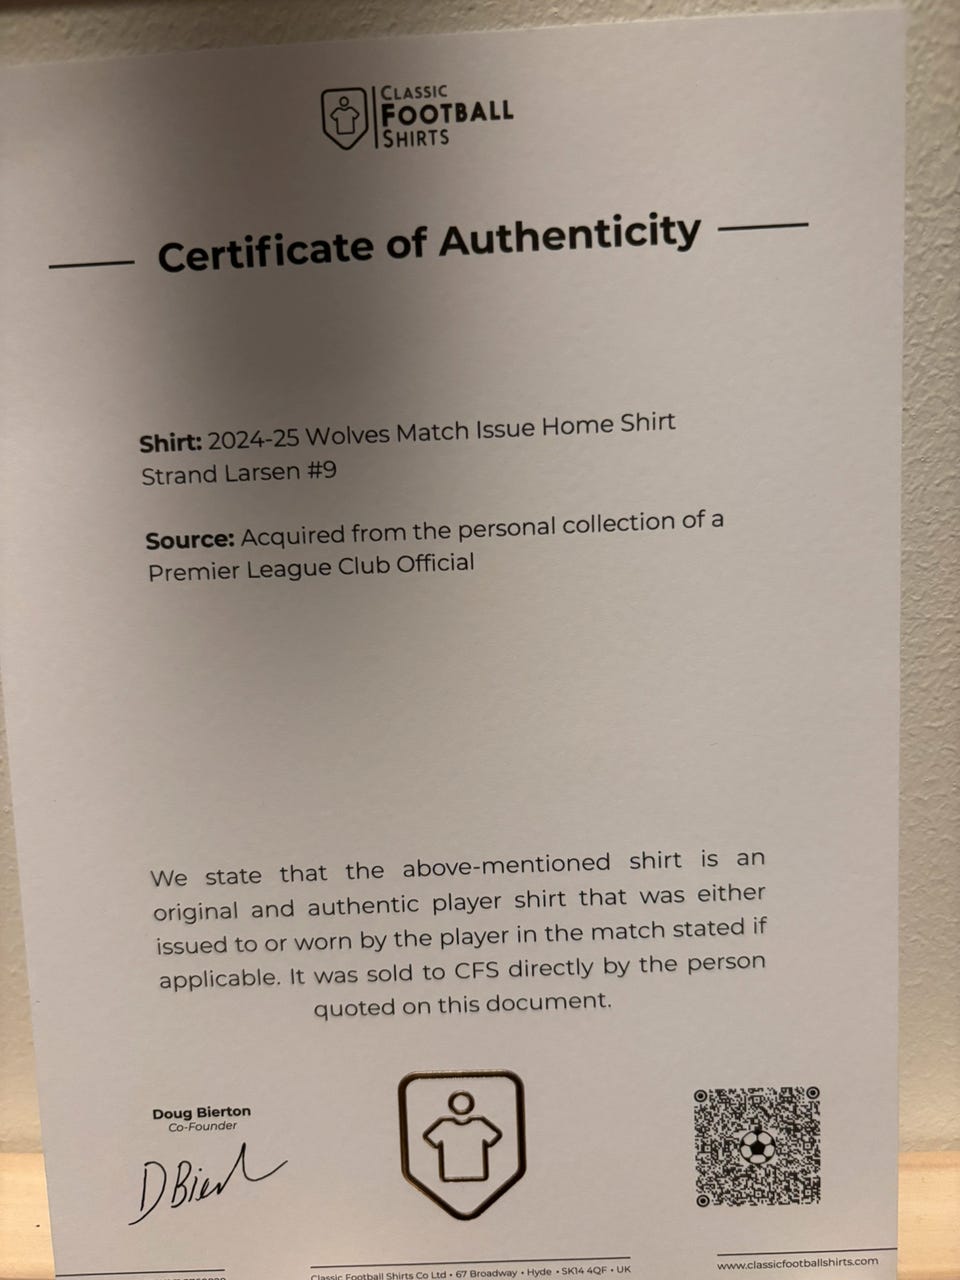 CLASSIC
FOOTBALL
SHIRTS
Certificate of Authenticity
Shirt: 2024-25 Wolves Match Issue Home Shirt
Strand Larsen #9
Source: Acquired from the personal collection of a
Premier League Club Official
We state that the above-mentioned shirt is an
original and authentic player shirt that was either
issued to or worn by the player in the match stated if
applicable. It was sold to CFS directly by the person
quoted on this document.
Doug Bierton
Co-Founder
D Bierl
Classic Football Shirts Co Ltd • 67 Broadway • Hyde • SK14 4QF • UK
www.classicfootballshirts.com